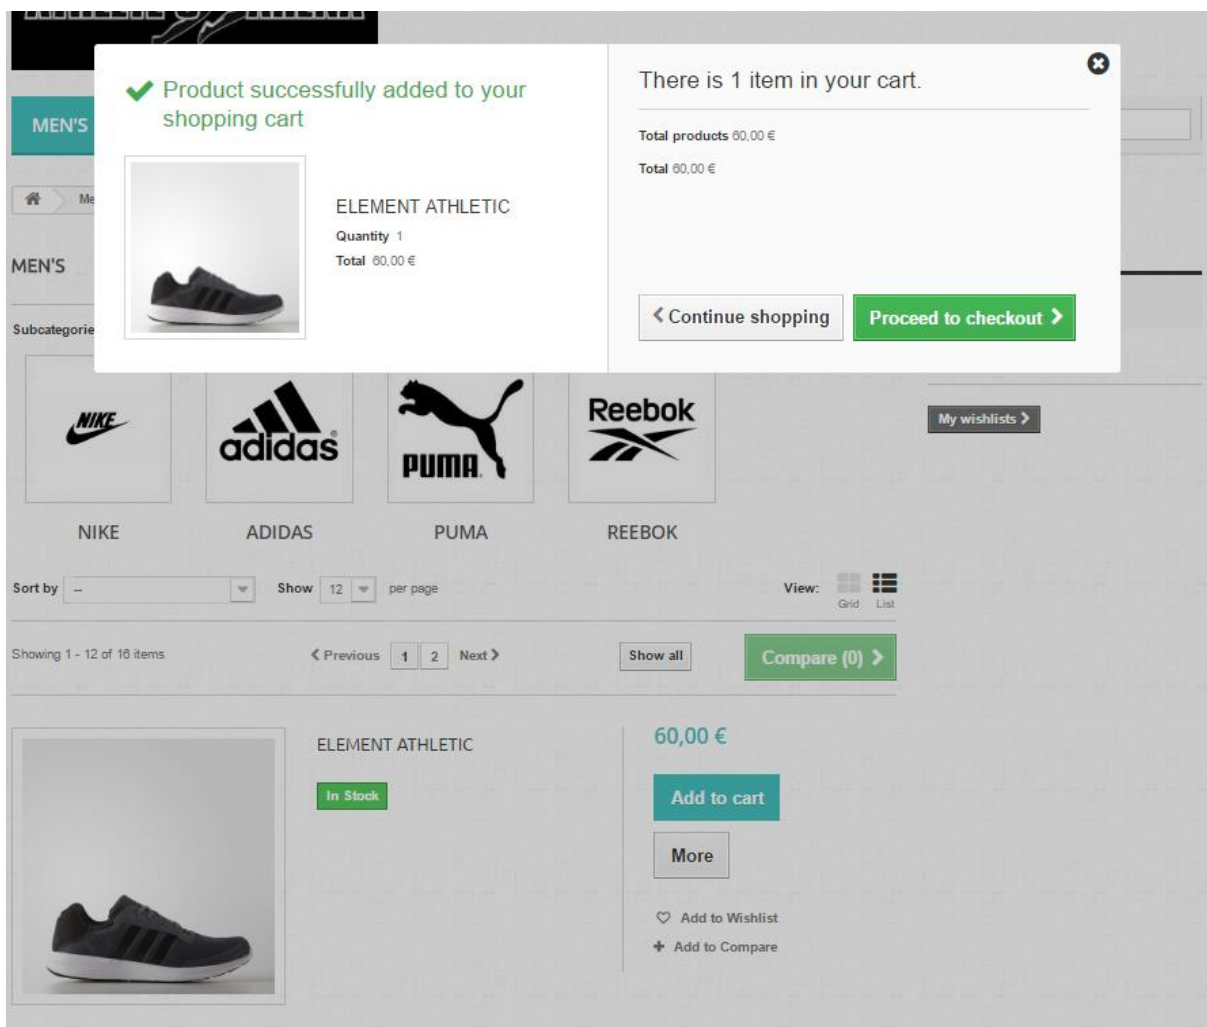 Product successfully added to your
shopping cart
ELEMENT ATHLETIC
Quantity 1
Total 60,00 €
There is 1 item in your cart.
Total products 60,00 €
Total 60,00 €
Continue shopping
Proceed to checkout
MEN'S
Me
MEN'S
Subcategorie
NIKE
adidas®
PUMA
Reebok
My wishlists
NIKE
ADIDAS
PUMA
REEBOK
Sort by --
Show 12 per page
View:
Grid List
Showing 1 - 12 of 16 items
Previous 1 2 Next
Show all
Compare (0)
ELEMENT ATHLETIC
In Stock
60,00 €
Add to cart
More
Add to Wishlist
Add to Compare